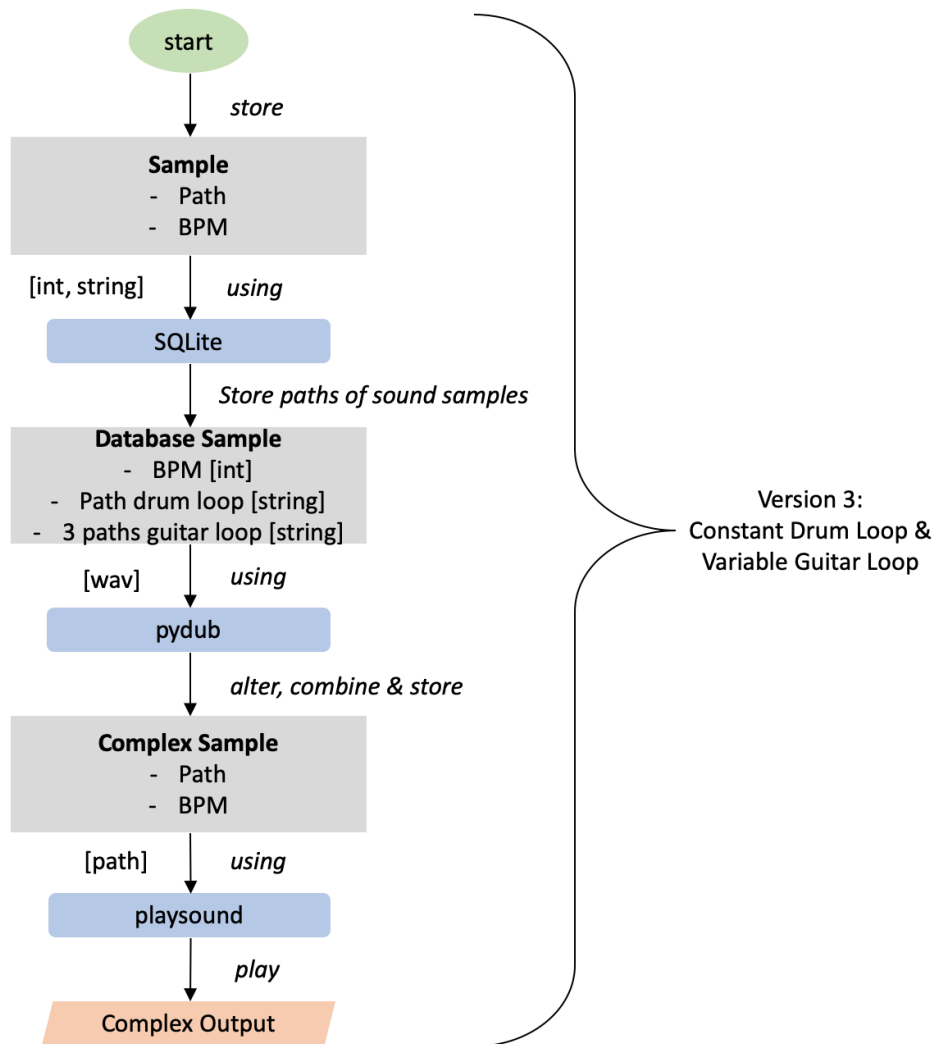 start
store
Sample
- Path
- BPM
[int, string]
using
SQLite
Store paths of sound samples
Database Sample
- BPM [int]
- Path drum loop [string]
- 3 paths guitar loop [string]
[wav]
using
pydub
alter, combine & store
Complex Sample
- Path
- BPM
[path]
using
playsound
play
Complex Output
Version 3:
Constant Drum Loop &
Variable Guitar Loop